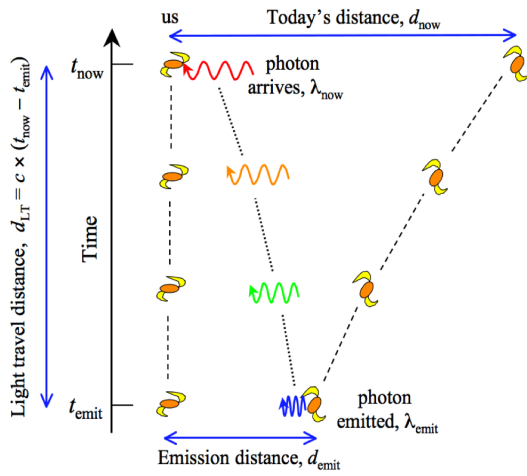 us
Today's distance, d_now
t_now
photon
arrives, λ_now
Light travel distance, d_LT = c × (t_now − t_emit)
Time
t_emit
photon
emitted, λ_emit
Emission distance, d_emit